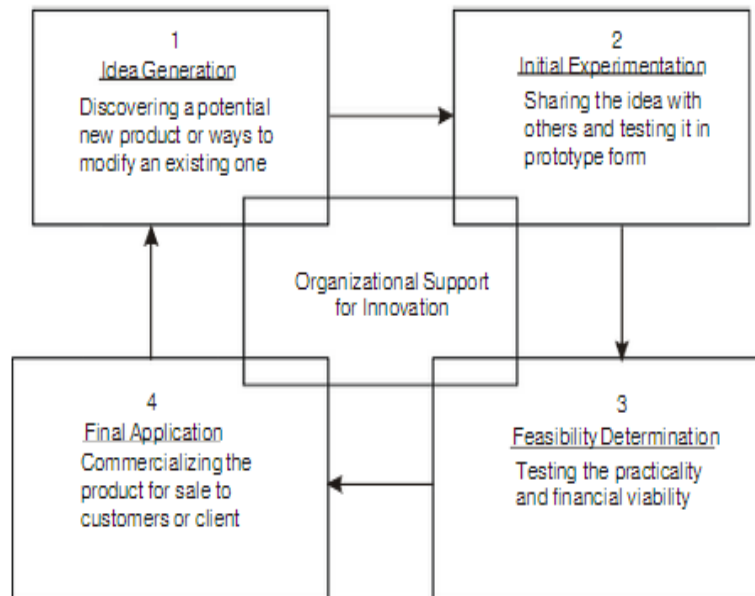 1
Idea Generation
Discovering a potential
new product or ways to
modify an existing one
2
Initial Experimentation
Sharing the idea with
others and testing it in
prototype form
Organizational Support
for Innovation
3
Feasibility Determination
Testing the practicality
and financial viability
4
Final Application
Commercializing the
product for sale to
customers or client